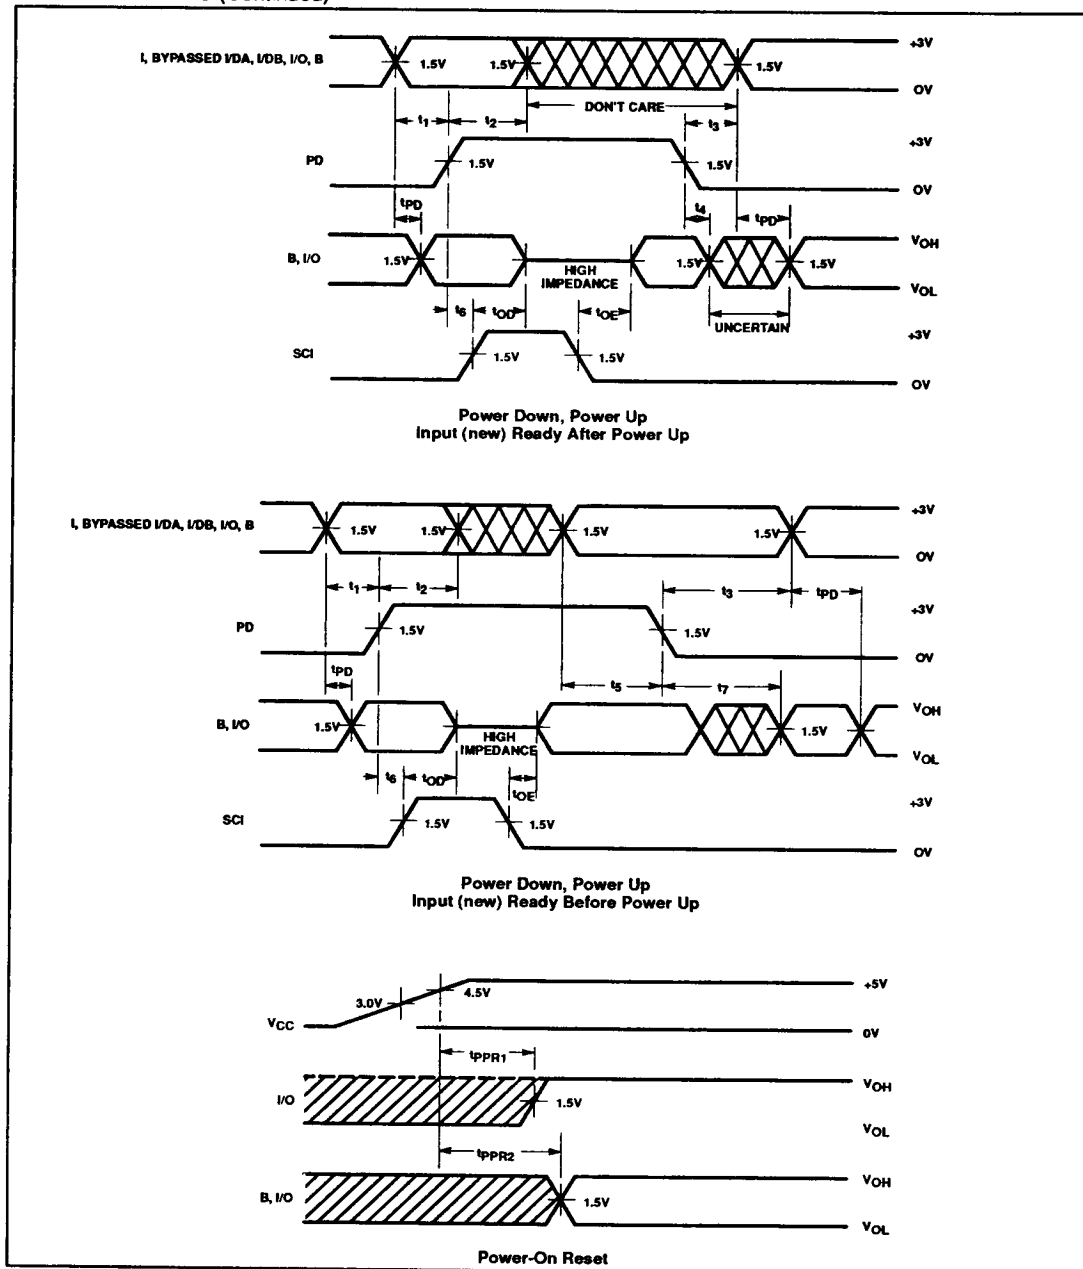 I, BYPASSED I/DA, I/DB, I/O, B
1.5V 1.5V 1.5V
+3V
0V
DON'T CARE
t1 t2 t3
PD
1.5V 1.5V
+3V
0V
tPD t4 tPD
B, I/O
1.5V HIGH IMPEDANCE 1.5V 1.5V
VOH
VOL
t6 tOD tOE UNCERTAIN
SCI
1.5V 1.5V
+3V
0V
Power Down, Power Up
Input (new) Ready After Power Up
I, BYPASSED I/DA, I/DB, I/O, B
1.5V 1.5V 1.5V 1.5V
+3V
0V
t1 t2 t3 tPD
PD
1.5V 1.5V
+3V
0V
tPD t5 t7
B, I/O
1.5V HIGH IMPEDANCE 1.5V
VOH
VOL
t6 tOD tOE
SCI
1.5V 1.5V
+3V
0V
Power Down, Power Up
Input (new) Ready Before Power Up
VCC
3.0V 4.5V
+5V
0V
tPPR1
I/O
1.5V
VOH
VOL
tPPR2
B, I/O
1.5V
VOH
VOL
Power-On Reset